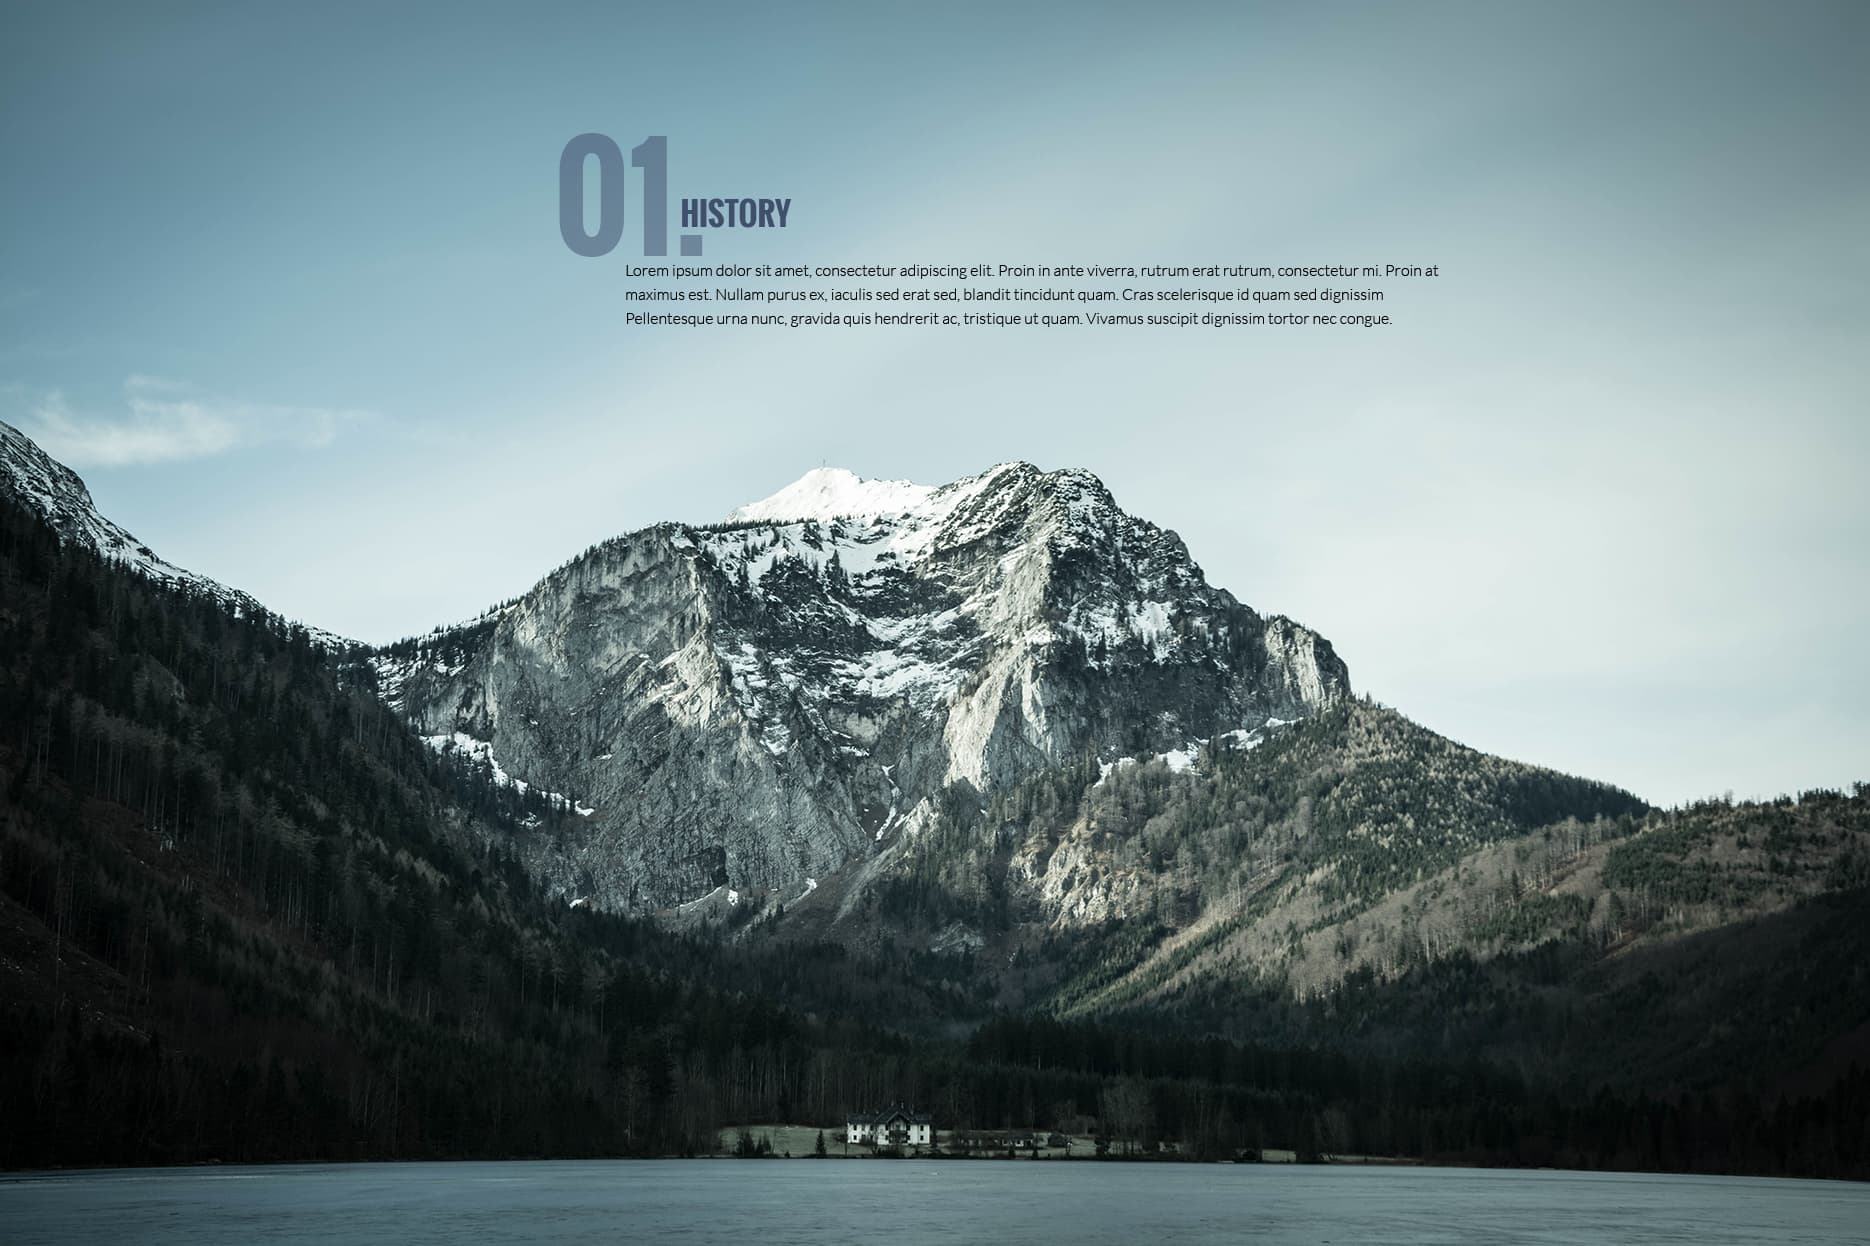 01.
HISTORY
Lorem ipsum dolor sit amet, consectetur adipiscing elit. Proin in ante viverra, rutrum erat rutrum, consectetur mi. Proin at
maximus est. Nullam purus ex, iaculis sed erat sed, blandit tincidunt quam. Cras scelerisque id quam sed dignissim
Pellentesque urna nunc, gravida quis hendrerit ac, tristique ut quam. Vivamus suscipit dignissim tortor nec congue.